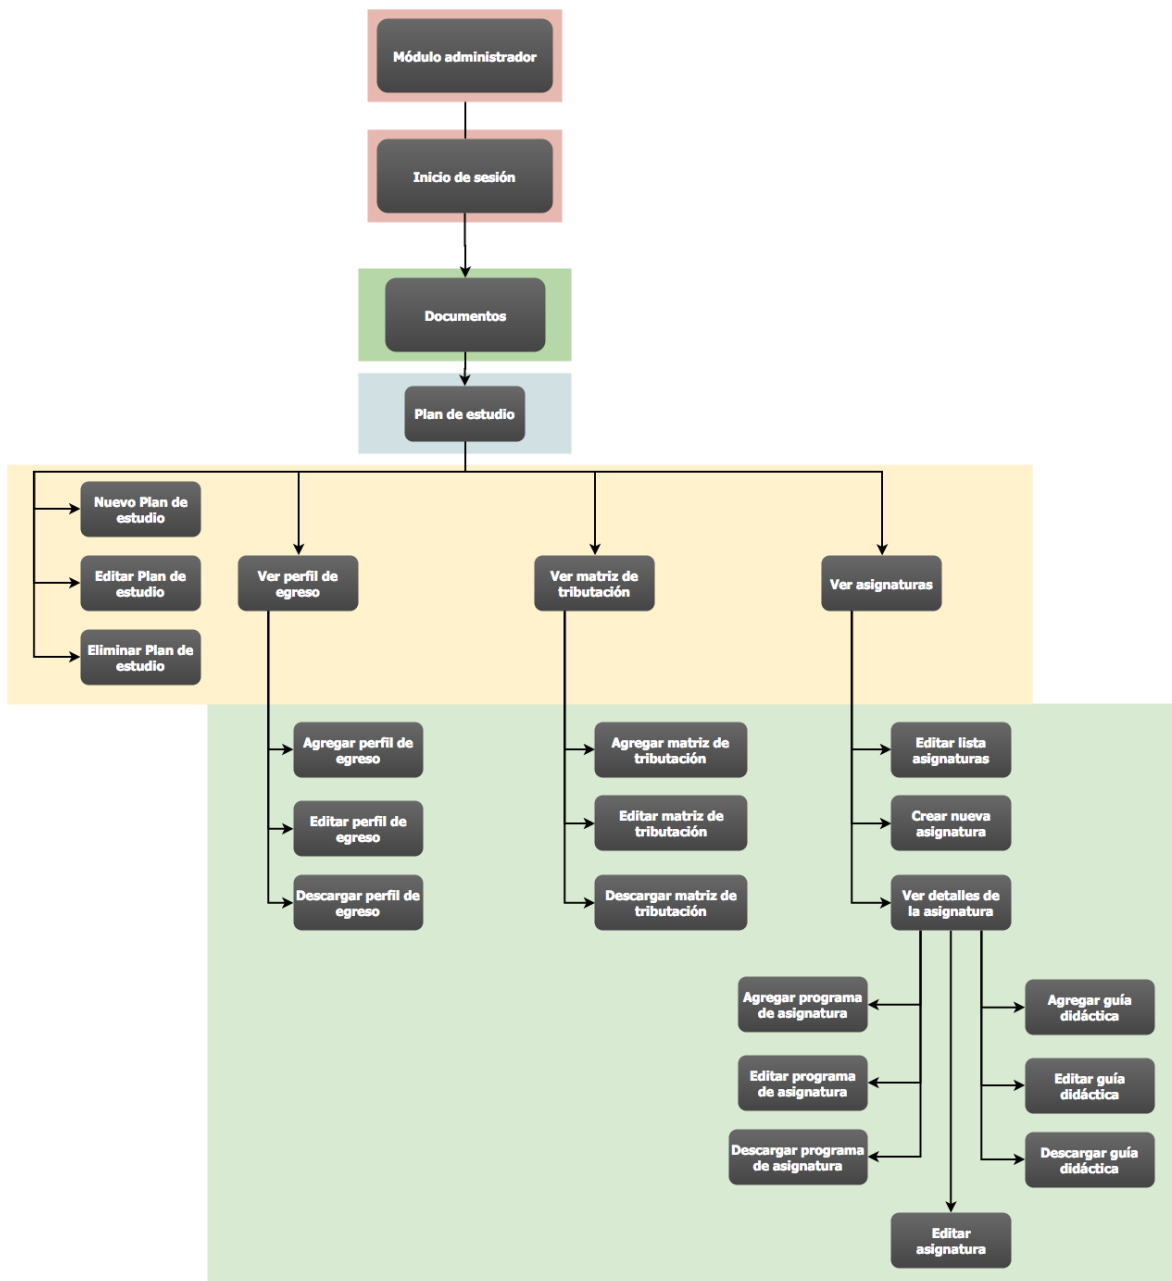 Módulo administrador
Inicio de sesión
Documentos
Plan de estudio
Nuevo Plan de
estudio
Editar Plan de
estudio
Eliminar Plan de
estudio
Ver perfil de
egreso
Ver matriz de
tributación
Ver asignaturas
Agregar perfil de
egreso
Editar perfil de
egreso
Descargar perfil de
egreso
Agregar matriz de
tributación
Editar matriz de
tributación
Descargar matriz de
tributación
Editar lista
asignaturas
Crear nueva
asignatura
Ver detalles de
la asignatura
Agregar programa
de asignatura
Editar programa
de asignatura
Descargar programa
de asignatura
Agregar guía
didáctica
Editar guía
didáctica
Descargar guía
didáctica
Editar
asignatura